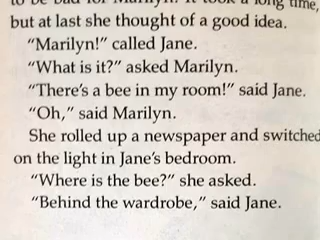 to be bad for Marilyn. It took a long time,
but at last she thought of a good idea.
“Marilyn!” called Jane.
“What is it?” asked Marilyn.
“There’s a bee in my room!” said Jane.
“Oh,” said Marilyn.
She rolled up a newspaper and switched
on the light in Jane’s bedroom.
“Where is the bee?” she asked.
“Behind the wardrobe,” said Jane.